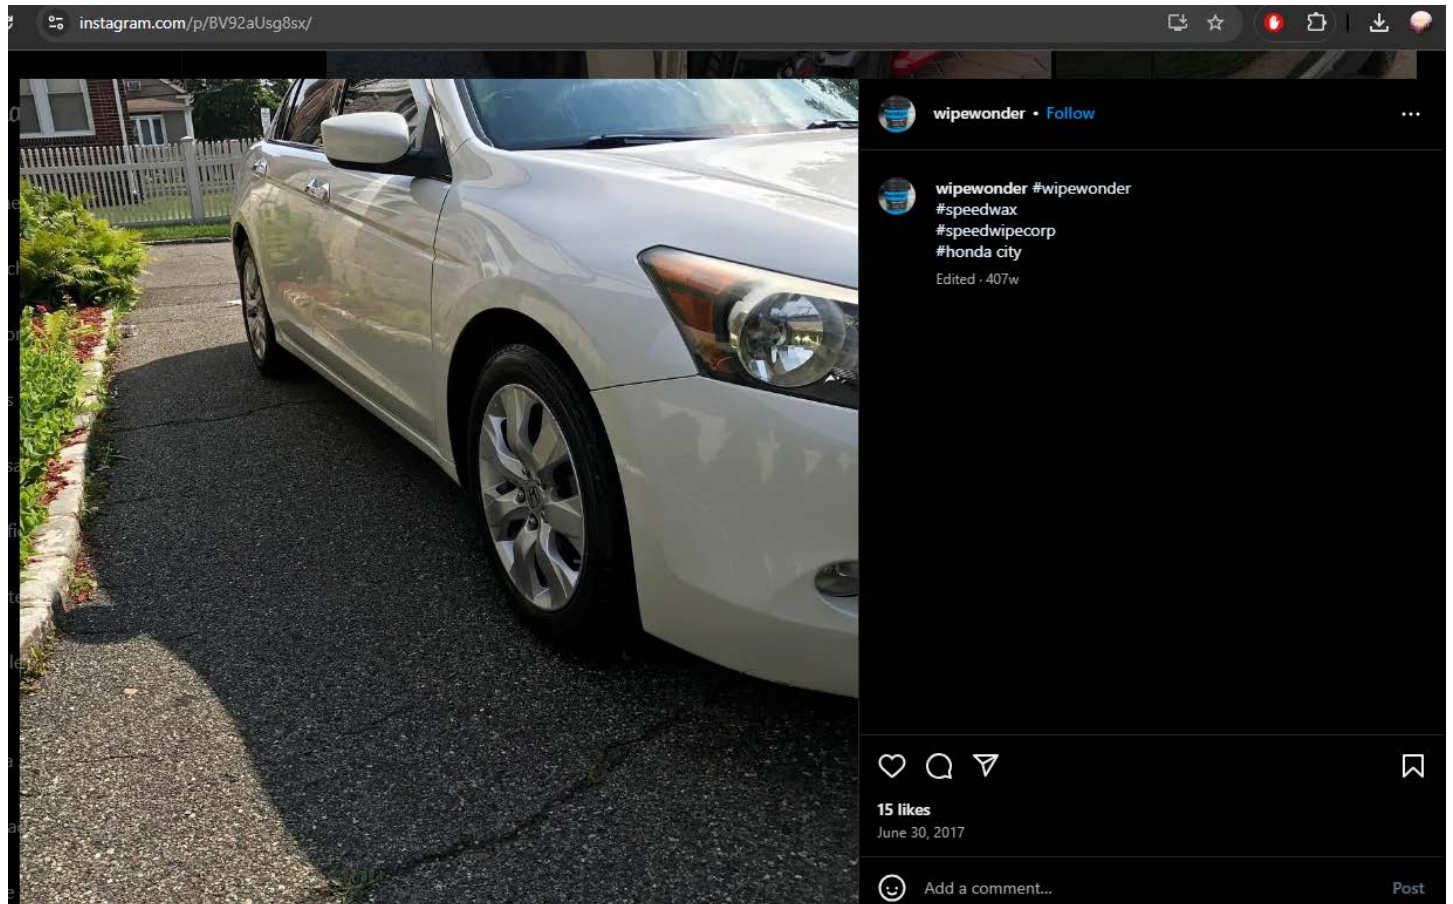 instagram.com/p/BV92aUsg8sx/
wipewonder • Follow
wipewonder #wipewonder
#speedwax
#speedwipecorp
#honda city
Edited · 407w
15 likes
June 30, 2017
Add a comment...
Post